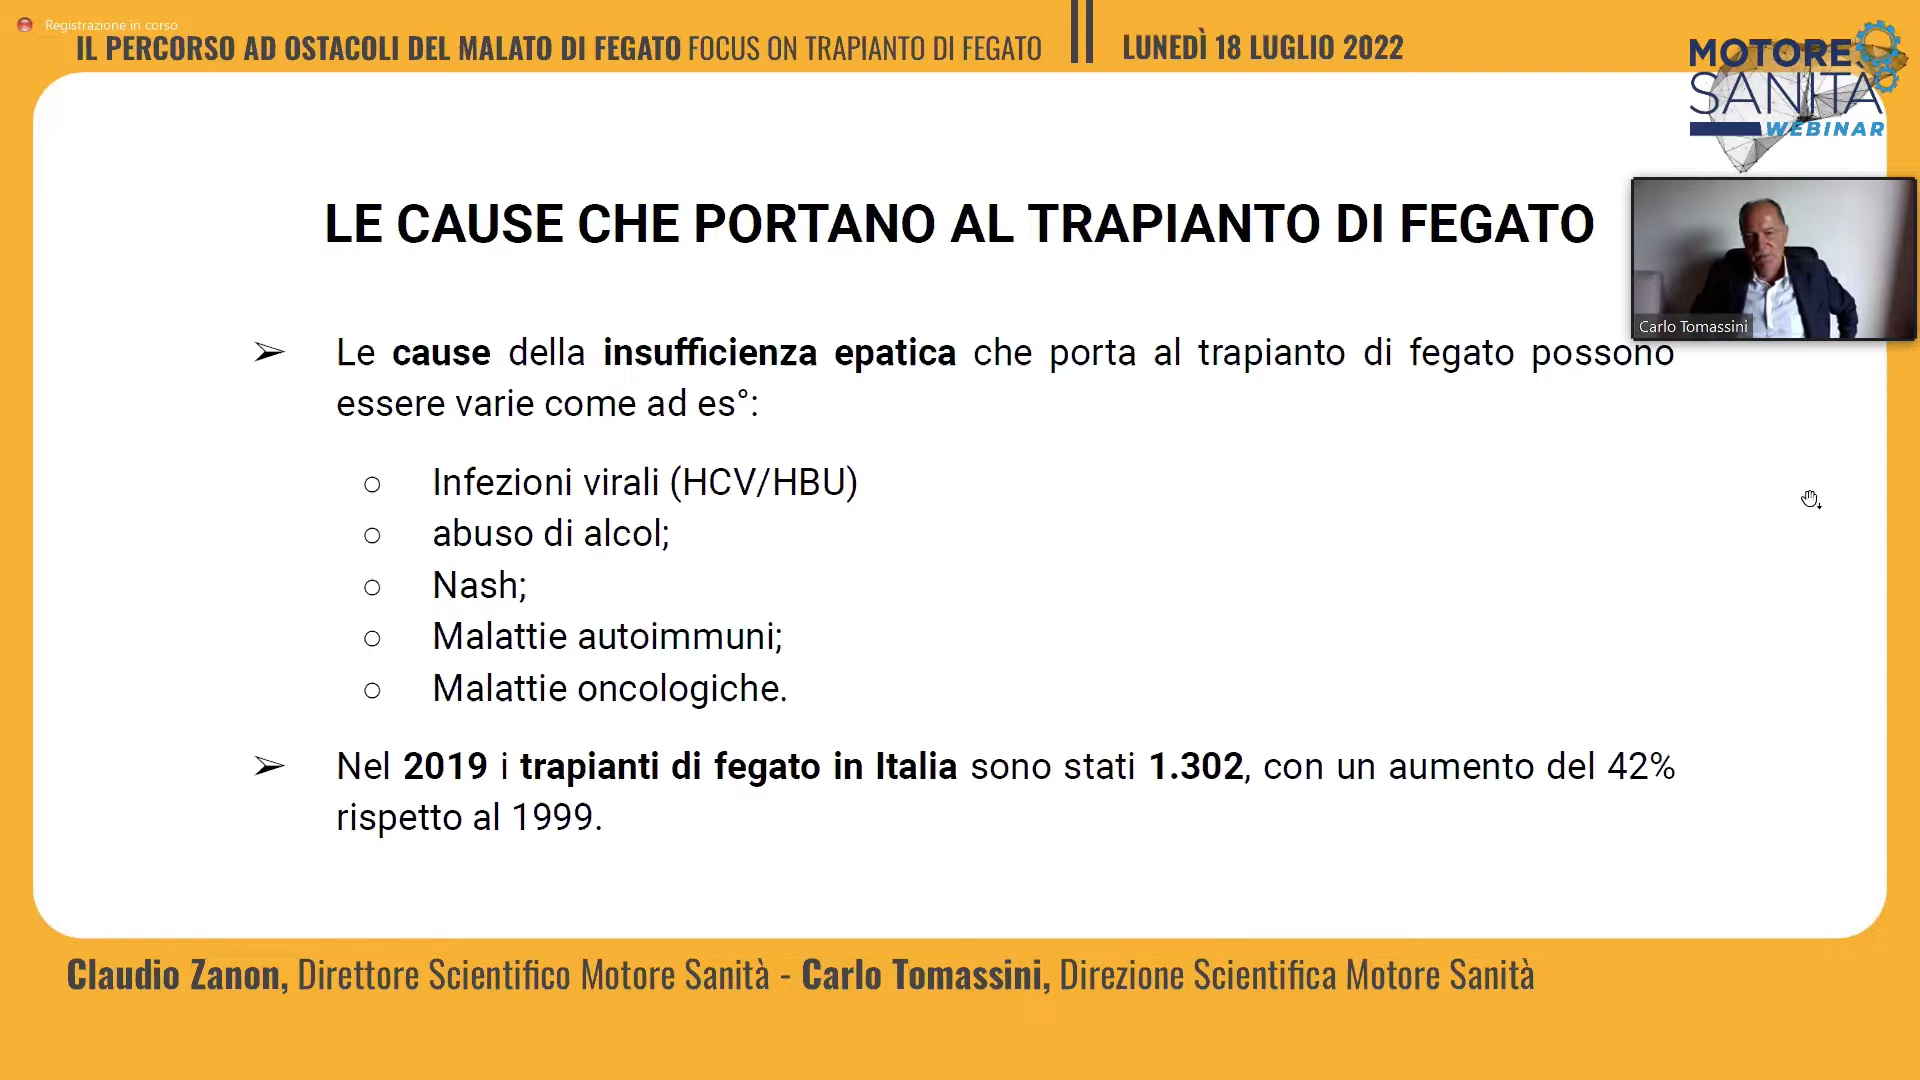 Registrazione in corso
IL PERCORSO AD OSTACOLI DEL MALATO DI FEGATO FOCUS ON TRAPIANTO DI FEGATO
LUNEDÌ 18 LUGLIO 2022
MOTORE
SANITÀ
WEBINAR
LE CAUSE CHE PORTANO AL TRAPIANTO DI FEGATO
Carlo Tomassini
➢ Le cause della insufficienza epatica che porta al trapianto di fegato possono
essere varie come ad es°:
○ Infezioni virali (HCV/HBU)
○ abuso di alcol;
○ Nash;
○ Malattie autoimmuni;
○ Malattie oncologiche.
➢ Nel 2019 i trapianti di fegato in Italia sono stati 1.302, con un aumento del 42%
rispetto al 1999.
Claudio Zanon, Direttore Scientifico Motore Sanità - Carlo Tomassini, Direzione Scientifica Motore Sanità